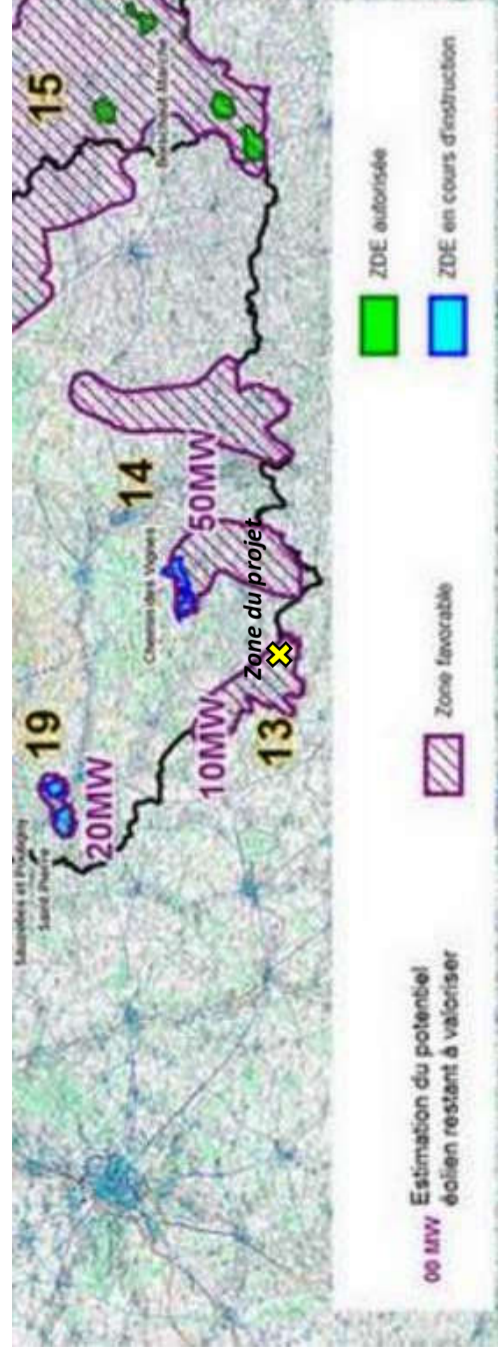 Saint Pierre
19
15
20MW
14
Chemin des Vignes
10MW
50MW
Zone du projet
13
00 MW Estimation du potentiel
éolien restant à valoriser
Zone favorable
ZDE autorisée
ZDE en cours d'instruction